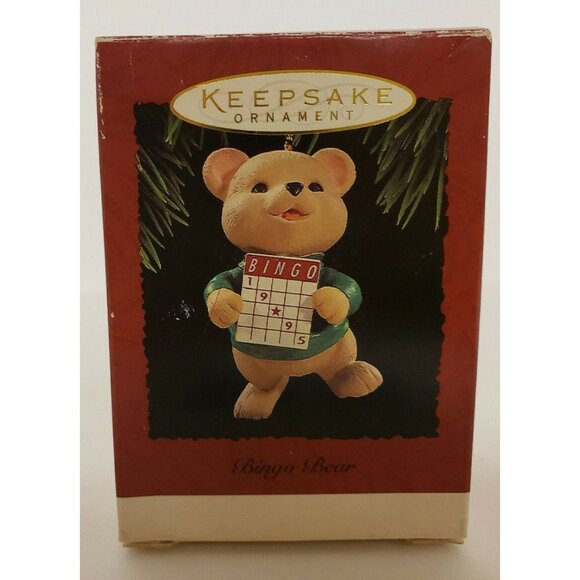 KEEPSAKE
ORNAMENT
BINGO
1
9
9
5
Bingo Bear